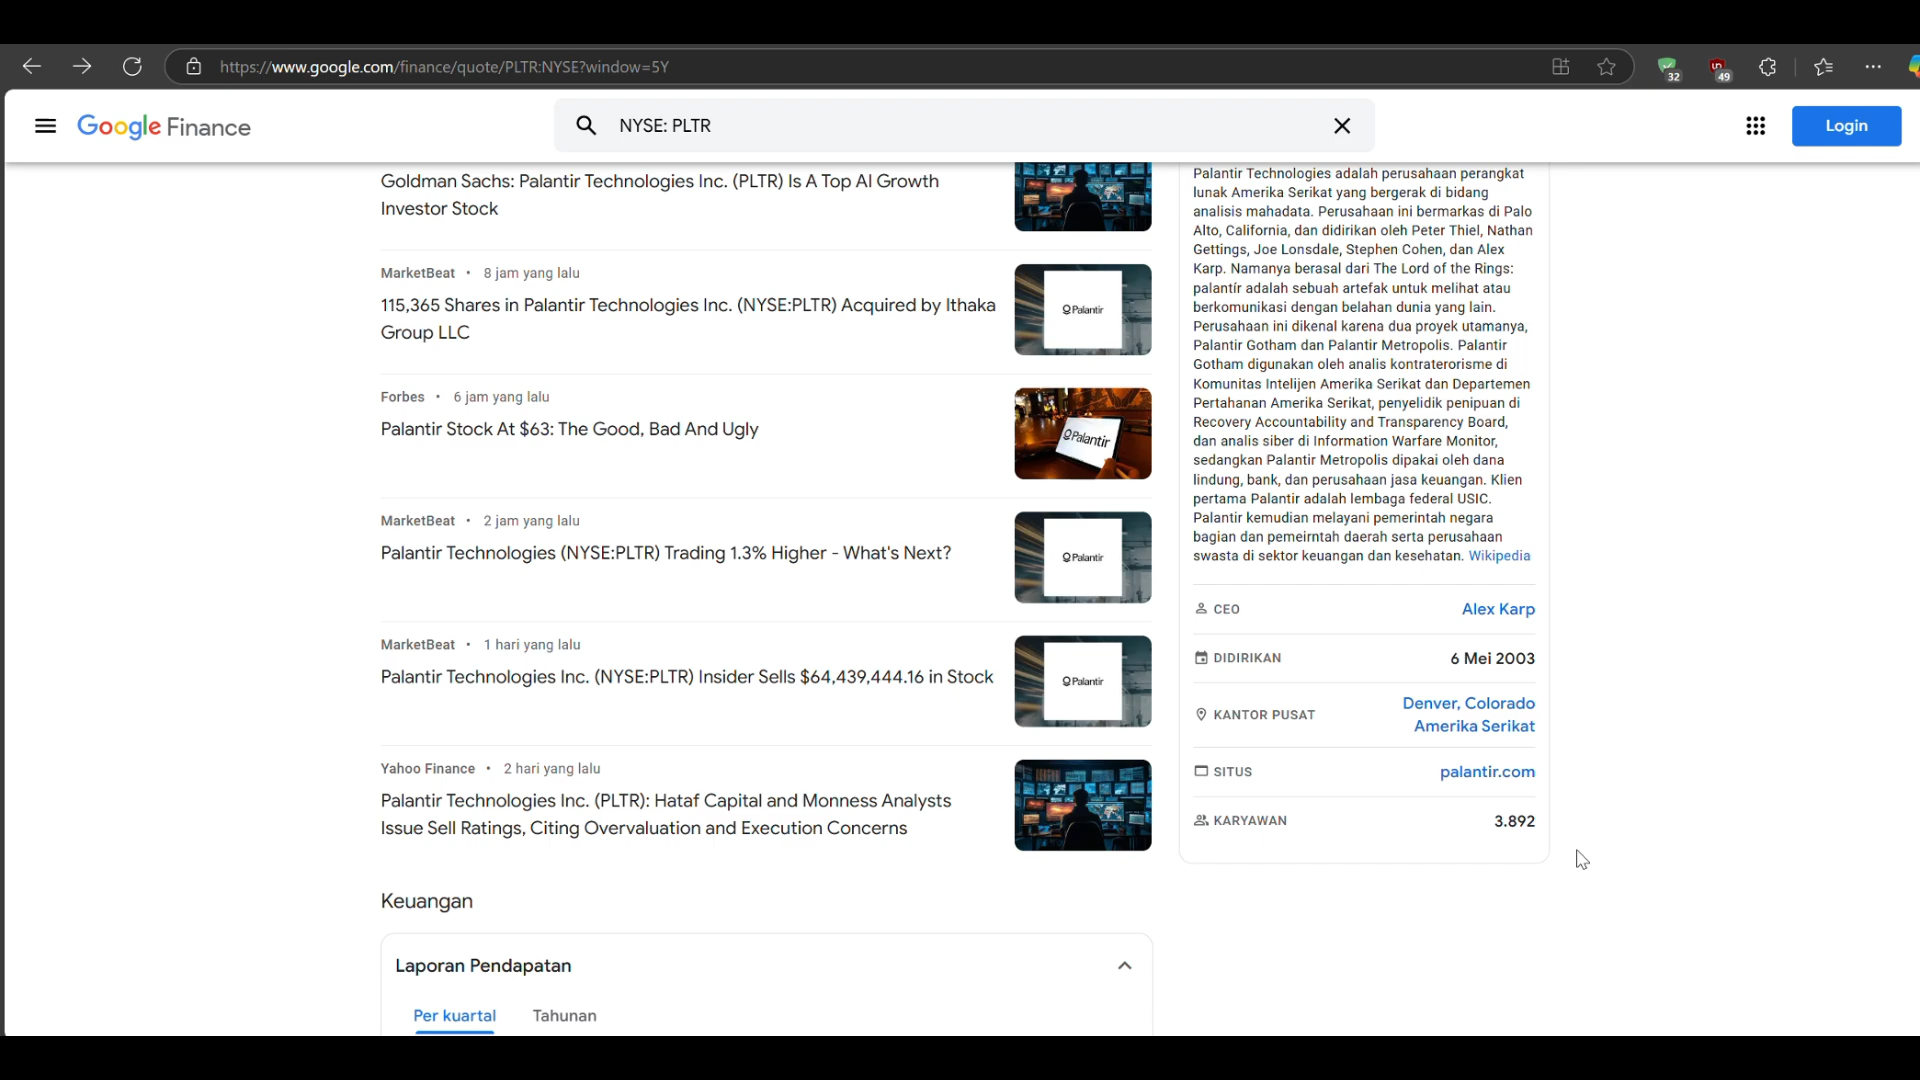 https://www.google.com/finance/quote/PLTR:NYSE?window=5Y
32
49
Google Finance
NYSE: PLTR
Login
Goldman Sachs: Palantir Technologies Inc. (PLTR) Is A Top AI Growth
Investor Stock
MarketBeat • 8 jam yang lalu
115,365 Shares in Palantir Technologies Inc. (NYSE:PLTR) Acquired by Ithaka
Group LLC
Palantir
Forbes • 6 jam yang lalu
Palantir Stock At $63: The Good, Bad And Ugly
Palantir
MarketBeat • 2 jam yang lalu
Palantir Technologies (NYSE:PLTR) Trading 1.3% Higher - What's Next?
Palantir
MarketBeat • 1 hari yang lalu
Palantir Technologies Inc. (NYSE:PLTR) Insider Sells $64,439,444.16 in Stock
Palantir
Yahoo Finance • 2 hari yang lalu
Palantir Technologies Inc. (PLTR): Hataf Capital and Monness Analysts
Issue Sell Ratings, Citing Overvaluation and Execution Concerns
Keuangan
Laporan Pendapatan
Per kuartal
Tahunan
Palantir Technologies adalah perusahaan perangkat
lunak Amerika Serikat yang bergerak di bidang
analisis mahadata. Perusahaan ini bermarkas di Palo
Alto, California, dan didirikan oleh Peter Thiel, Nathan
Gettings, Joe Lonsdale, Stephen Cohen, dan Alex
Karp. Namanya berasal dari The Lord of the Rings:
palantír adalah sebuah artefak untuk melihat atau
berkomunikasi dengan belahan dunia yang lain.
Perusahaan ini dikenal karena dua proyek utamanya,
Palantir Gotham dan Palantir Metropolis. Palantir
Gotham digunakan oleh analis kontraterorisme di
Komunitas Intelijen Amerika Serikat dan Departemen
Pertahanan Amerika Serikat, penyelidik penipuan di
Recovery Accountability and Transparency Board,
dan analis siber di Information Warfare Monitor,
sedangkan Palantir Metropolis dipakai oleh dana
lindung, bank, dan perusahaan jasa keuangan. Klien
pertama Palantir adalah lembaga federal USIC.
Palantir kemudian melayani pemerintah negara
bagian dan pemeirntah daerah serta perusahaan
swasta di sektor keuangan dan kesehatan. Wikipedia
CEO
Alex Karp
DIDIRIKAN
6 Mei 2003
KANTOR PUSAT
Denver, Colorado
Amerika Serikat
SITUS
palantir.com
KARYAWAN
3.892